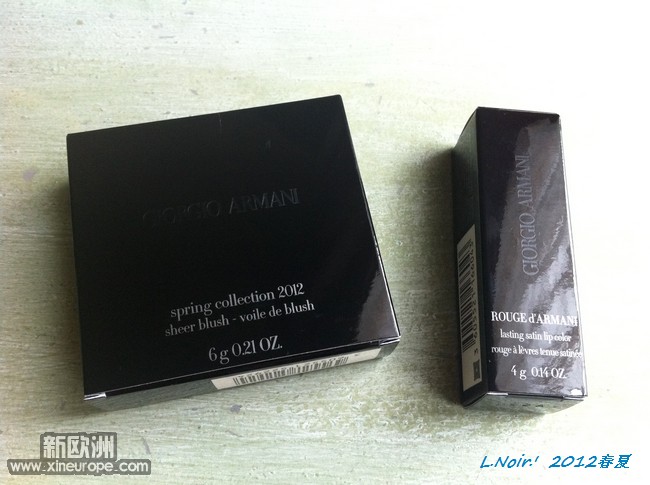 GIORGIO ARMANI
spring collection 2012
sheer blush - voile de blush
6 g 0.21 OZ.
GIORGIO ARMANI
ROUGE d'ARMANI
lasting satin lip color
rouge à lèvres tenue satinée
4 g 0.14 OZ.
新欧洲
www.xineurope.com
L.Noir! 2012春夏